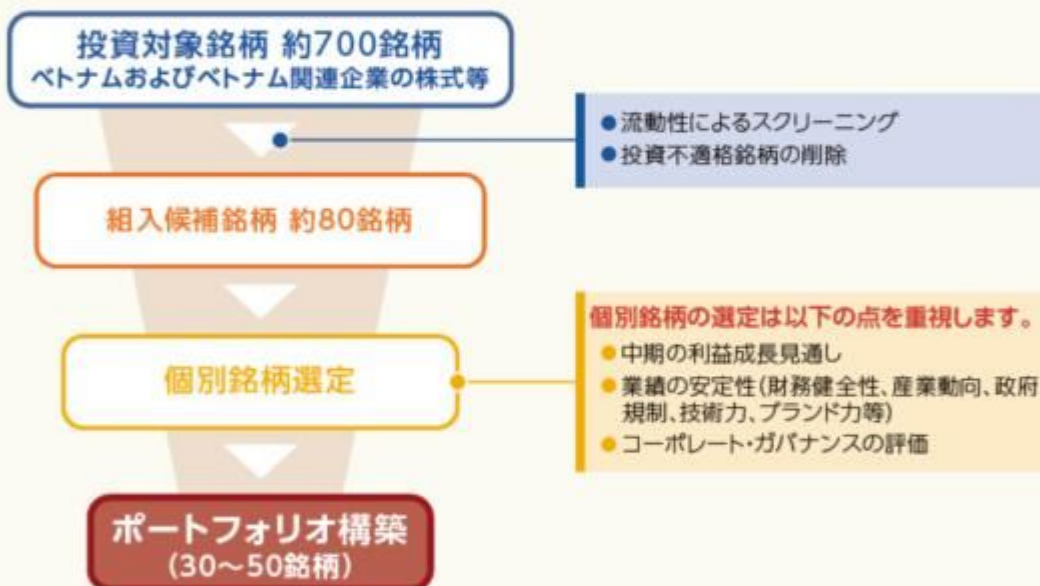 投資対象銘柄 約700銘柄
ベトナムおよびベトナム関連企業の株式等
●流動性によるスクリーニング
●投資不適格銘柄の削除
組入候補銘柄 約80銘柄
個別銘柄選定
個別銘柄の選定は以下の点を重視します。
●中期の利益成長見通し
●業績の安定性(財務健全性、産業動向、政府
規制、技術力、ブランド力等)
●コーポレート・ガバナンスの評価
ポートフォリオ構築
(30～50銘柄)